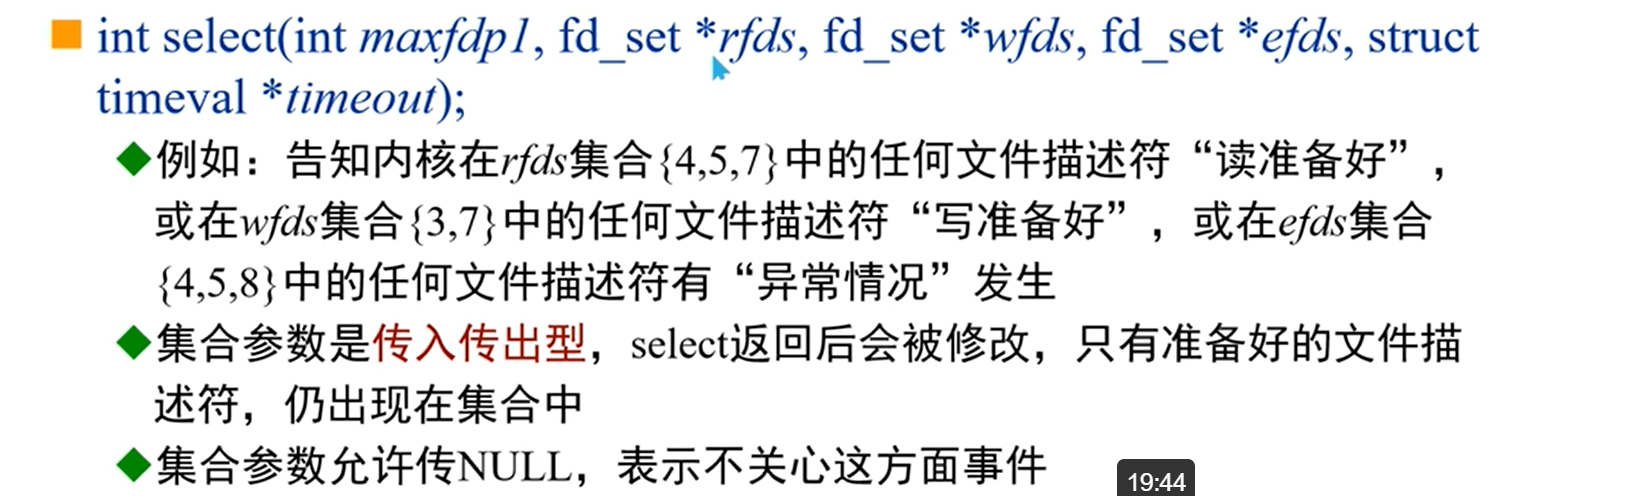 int select(int maxfdp1, fd_set *rfds, fd_set *wfds, fd_set *efds, struct
timeval *timeout);
例如：告知内核在rfds集合{4,5,7}中的任何文件描述符“读准备好”，
或在wfds集合{3,7}中的任何文件描述符“写准备好”，或在efds集合
{4,5,8}中的任何文件描述符有“异常情况”发生
集合参数是传入传出型，select返回后会被修改，只有准备好的文件描
述符，仍出现在集合中
集合参数允许传NULL，表示不关心这方面事件
19:44